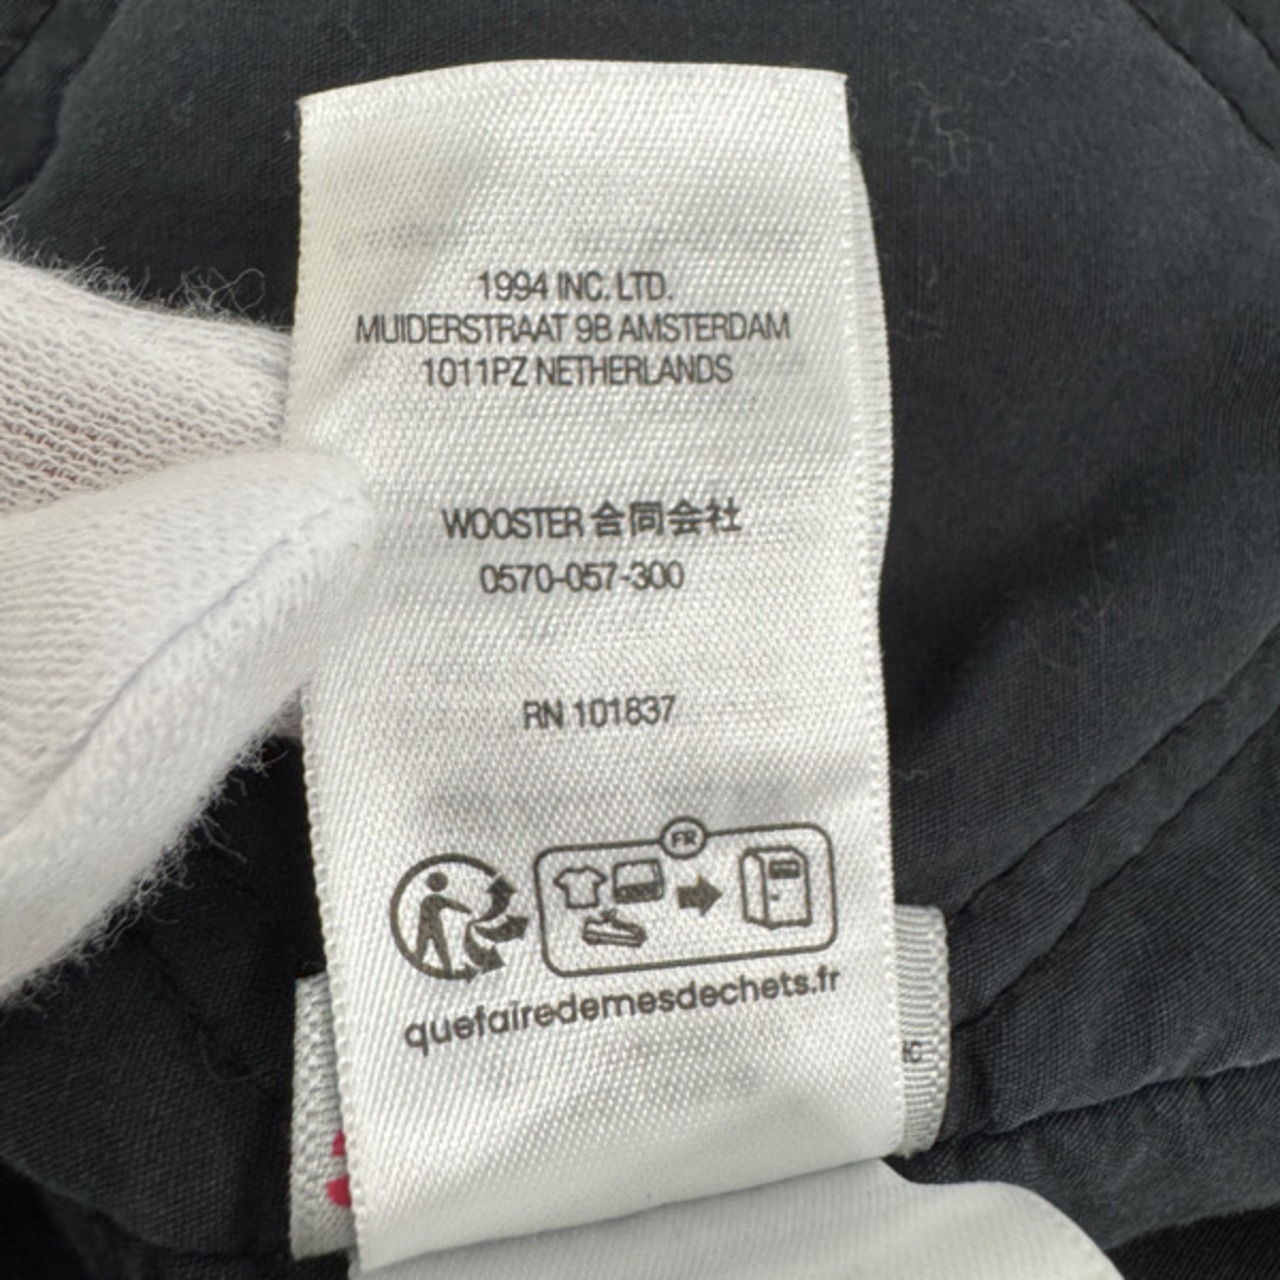 1994 INC. LTD.
MUIDERSTRAAT 9B AMSTERDAM
1011PZ NETHERLANDS
WOOSTER 合同会社
0570-057-300
RN 101837
FR
quefairedemesdechets.fr